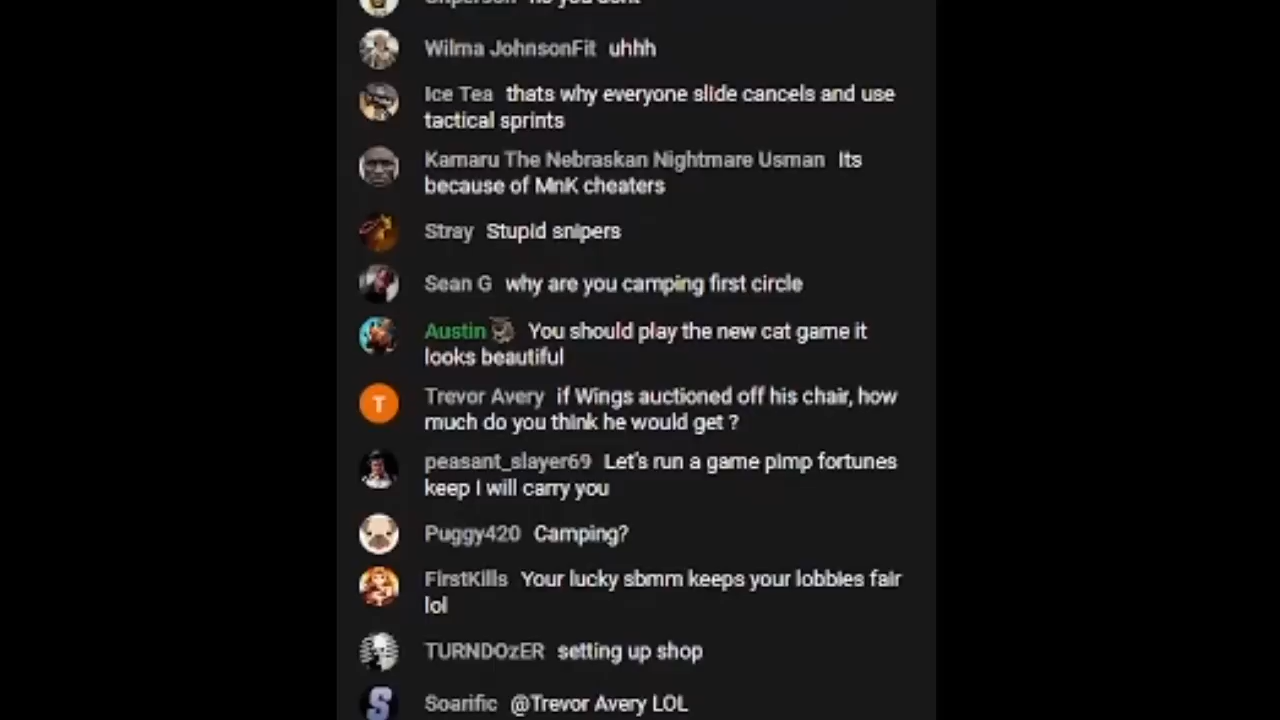 no you dont
Wilma JohnsonFit uhhh
Ice Tea thats why everyone slide cancels and use
tactical sprints
Kamaru The Nebraskan Nightmare Usman Its
because of MnK cheaters
Stray Stupid snipers
Sean G why are you camping first circle
Austin You should play the new cat game it
looks beautiful
T
Trevor Avery if Wings auctioned off his chair, how
much do you think he would get ?
peasant_slayer69 Let's run a game pimp fortunes
keep I will carry you
Puggy420 Camping?
FirstKills Your lucky sbmm keeps your lobbies fair
lol
TURNDOzER setting up shop
S
Soarific @Trevor Avery LOL